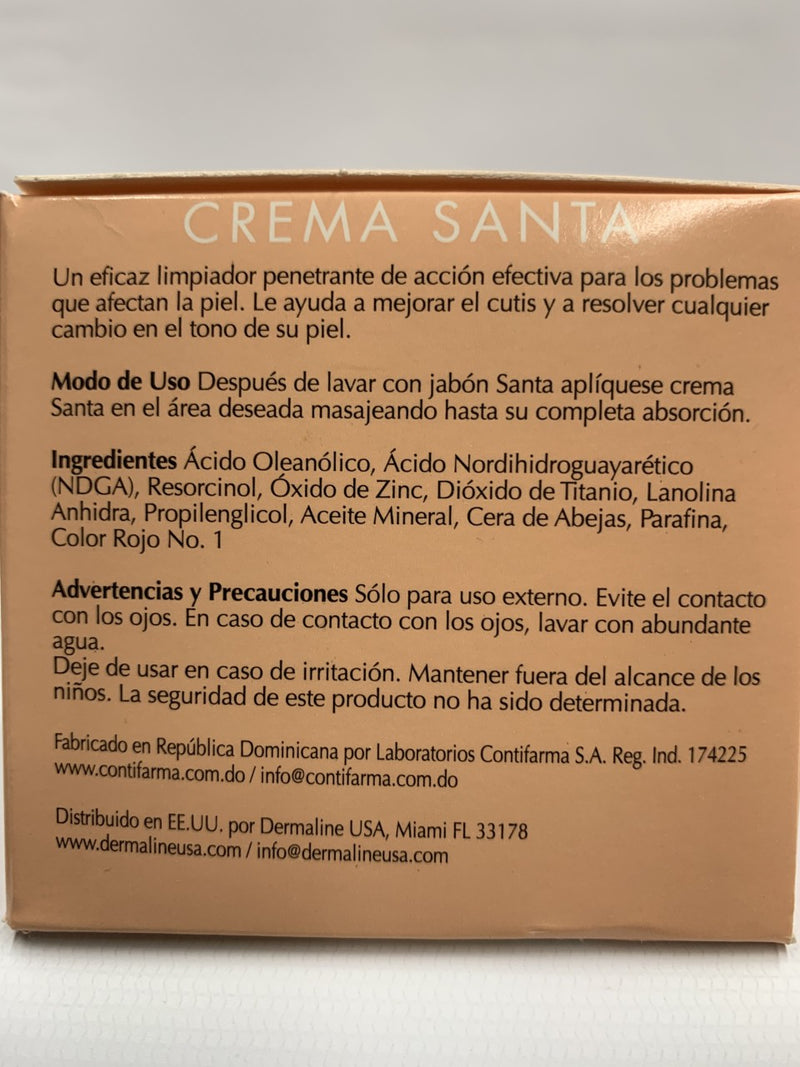 CREMA SANTA
Un eficaz limpiador penetrante de acción efectiva para los problemas
que afectan la piel. Le ayuda a mejorar el cutis y a resolver cualquier
cambio en el tono de su piel.
Modo de Uso Después de lavar con jabón Santa aplíquese crema
Santa en el área deseada masajeando hasta su completa absorción.
Ingredientes Ácido Oleanólico, Ácido Nordihidroguayarético
(NDGA), Resorcinol, Óxido de Zinc, Dióxido de Titanio, Lanolina
Anhidra, Propilenglicol, Aceite Mineral, Cera de Abejas, Parafina,
Color Rojo No. 1
Advertencias y Precauciones Sólo para uso externo. Evite el contacto
con los ojos. En caso de contacto con los ojos, lavar con abundante
agua.
Deje de usar en caso de irritación. Mantener fuera del alcance de los
niños. La seguridad de este producto no ha sido determinada.
Fabricado en República Dominicana por Laboratorios Contifarma S.A. Reg. Ind. 174225
www.contifarma.com.do / info@contifarma.com.do
Distribuido en EE.UU. por Dermaline USA, Miami FL 33178
www.dermalineusa.com / info@dermalineusa.com